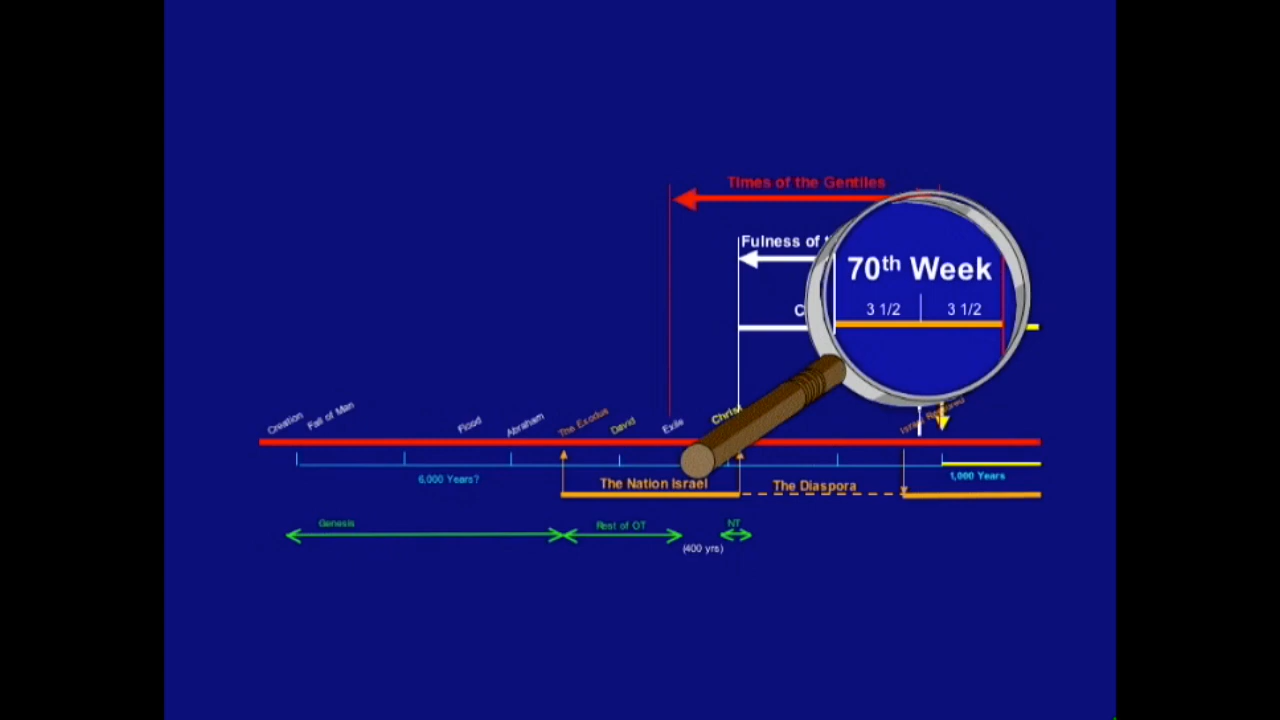 Times of the Gentiles
Fulness of
70th Week
3 1/2 3 1/2
C
Creation Fall of Man Flood Abraham The Exodus David Exile Christ Israel
6,000 Years? 1,000 Years
The Nation Israel The Diaspora
Genesis Rest of OT NT
(400 yrs)